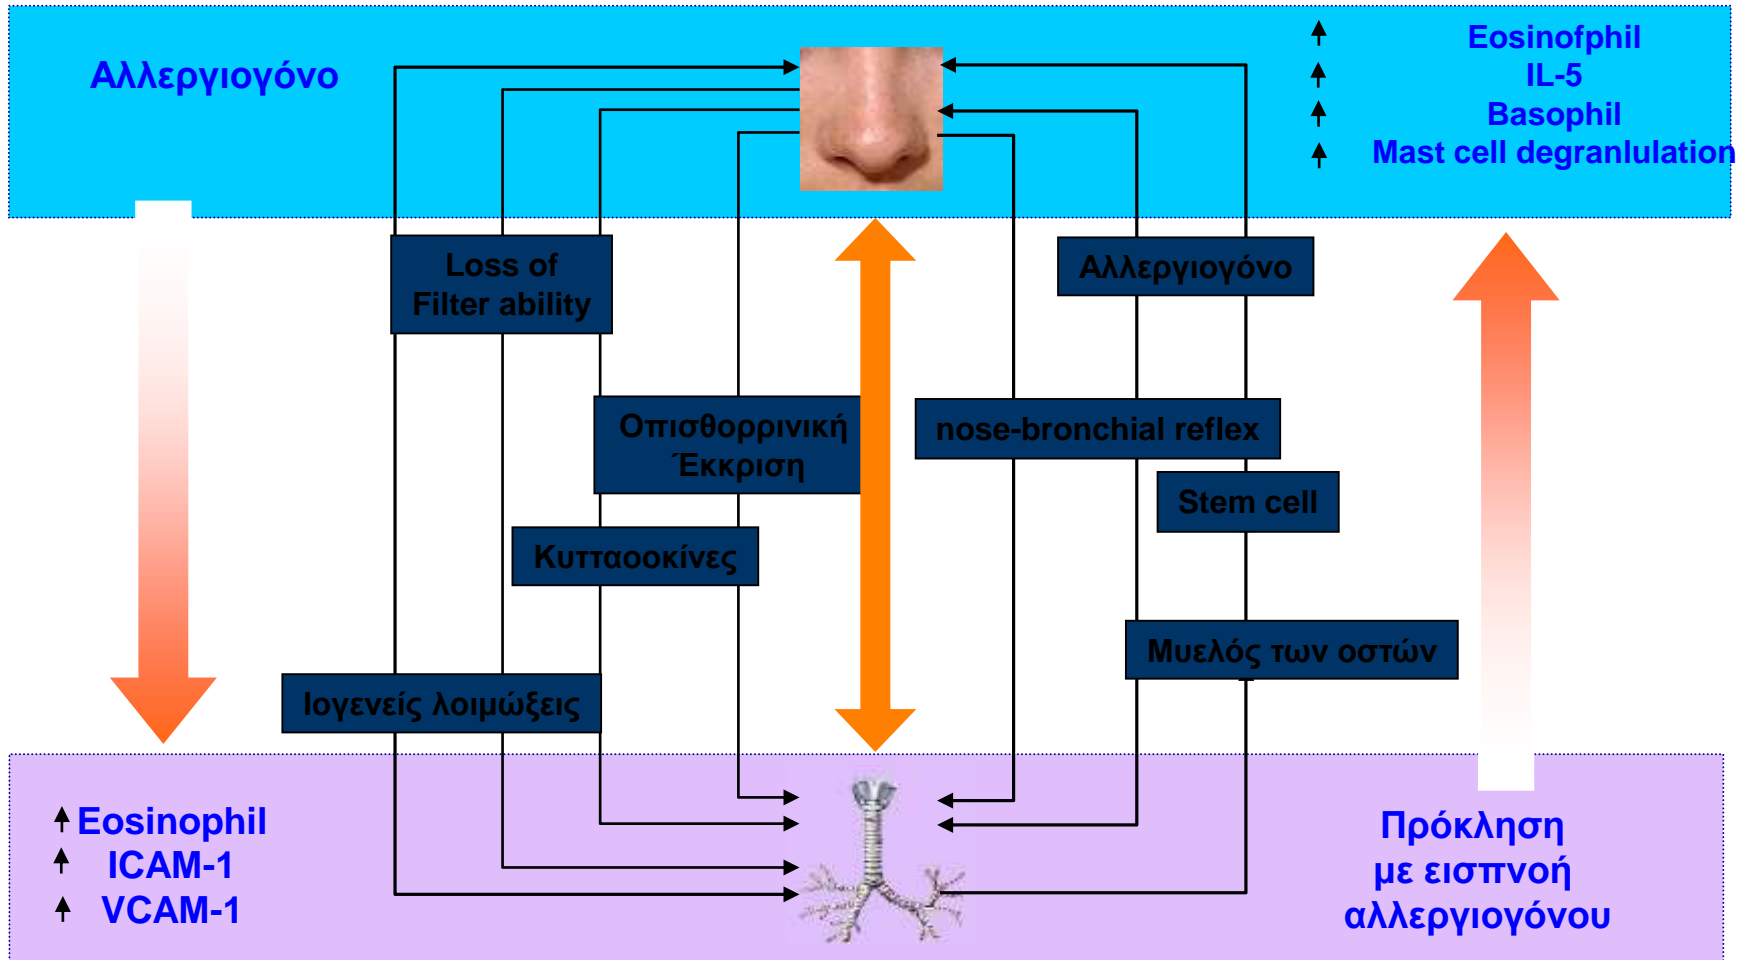 Αλλεργιογόνο
Eosinofphil
IL-5
Basophil
Mast cell degranlulation
Loss of
Filter ability
Αλλεργιογόνο
Οπισθορρινική
Έκκριση
nose-bronchial reflex
Stem cell
Κυτταοοκίνες
Μυελός των οστών
Ιογενείς λοιμώξεις
Eosinophil
ICAM-1
VCAM-1
Πρόκληση
με εισπνοή
αλλεργιογόνου